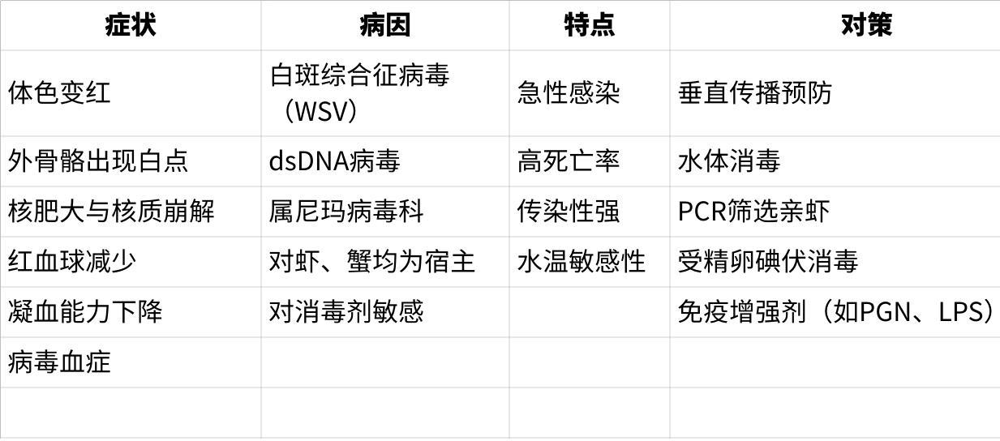 症状 病因 特点 对策
体色变红 白斑综合征病毒 急性感染 垂直传播预防
（WSV）
外骨骼出现白点 dsDNA病毒 高死亡率 水体消毒
核肥大与核质崩解 属尼玛病毒科 传染性强 PCR筛选亲虾
红血球减少 对虾、蟹均为宿主 水温敏感性 受精卵碘伏消毒
凝血能力下降 对消毒剂敏感 免疫增强剂（如PGN、LPS）
病毒血症